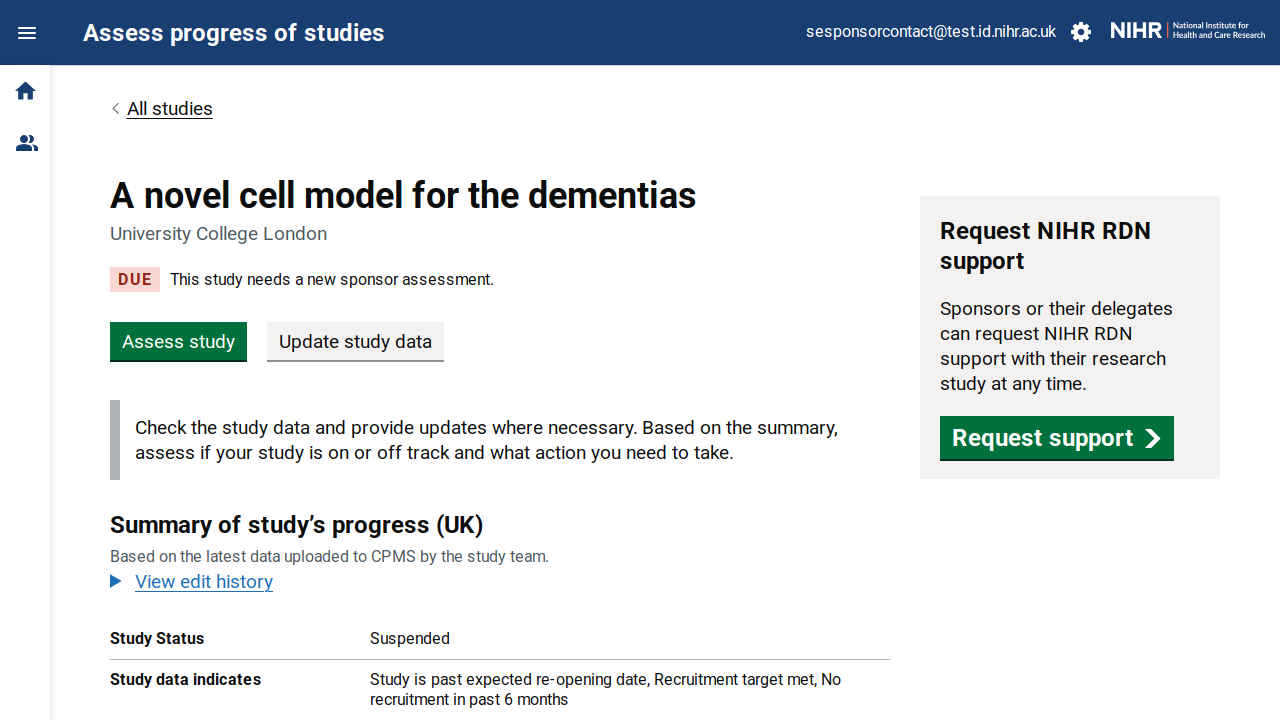 Assess progress of studies
sesponsorcontact@test.id.nihr.ac.uk
NIHR
National Institute for
Health and Care Research
All studies
A novel cell model for the dementias
University College London
DUE This study needs a new sponsor assessment.
Assess study
Update study data
Check the study data and provide updates where necessary. Based on the summary,
assess if your study is on or off track and what action you need to take.
Summary of study’s progress (UK)
Based on the latest data uploaded to CPMS by the study team.
View edit history
Study Status Suspended
Study data indicates Study is past expected re-opening date, Recruitment target met, No
recruitment in past 6 months
Request NIHR RDN
support
Sponsors or their delegates
can request NIHR RDN
support with their research
study at any time.
Request support